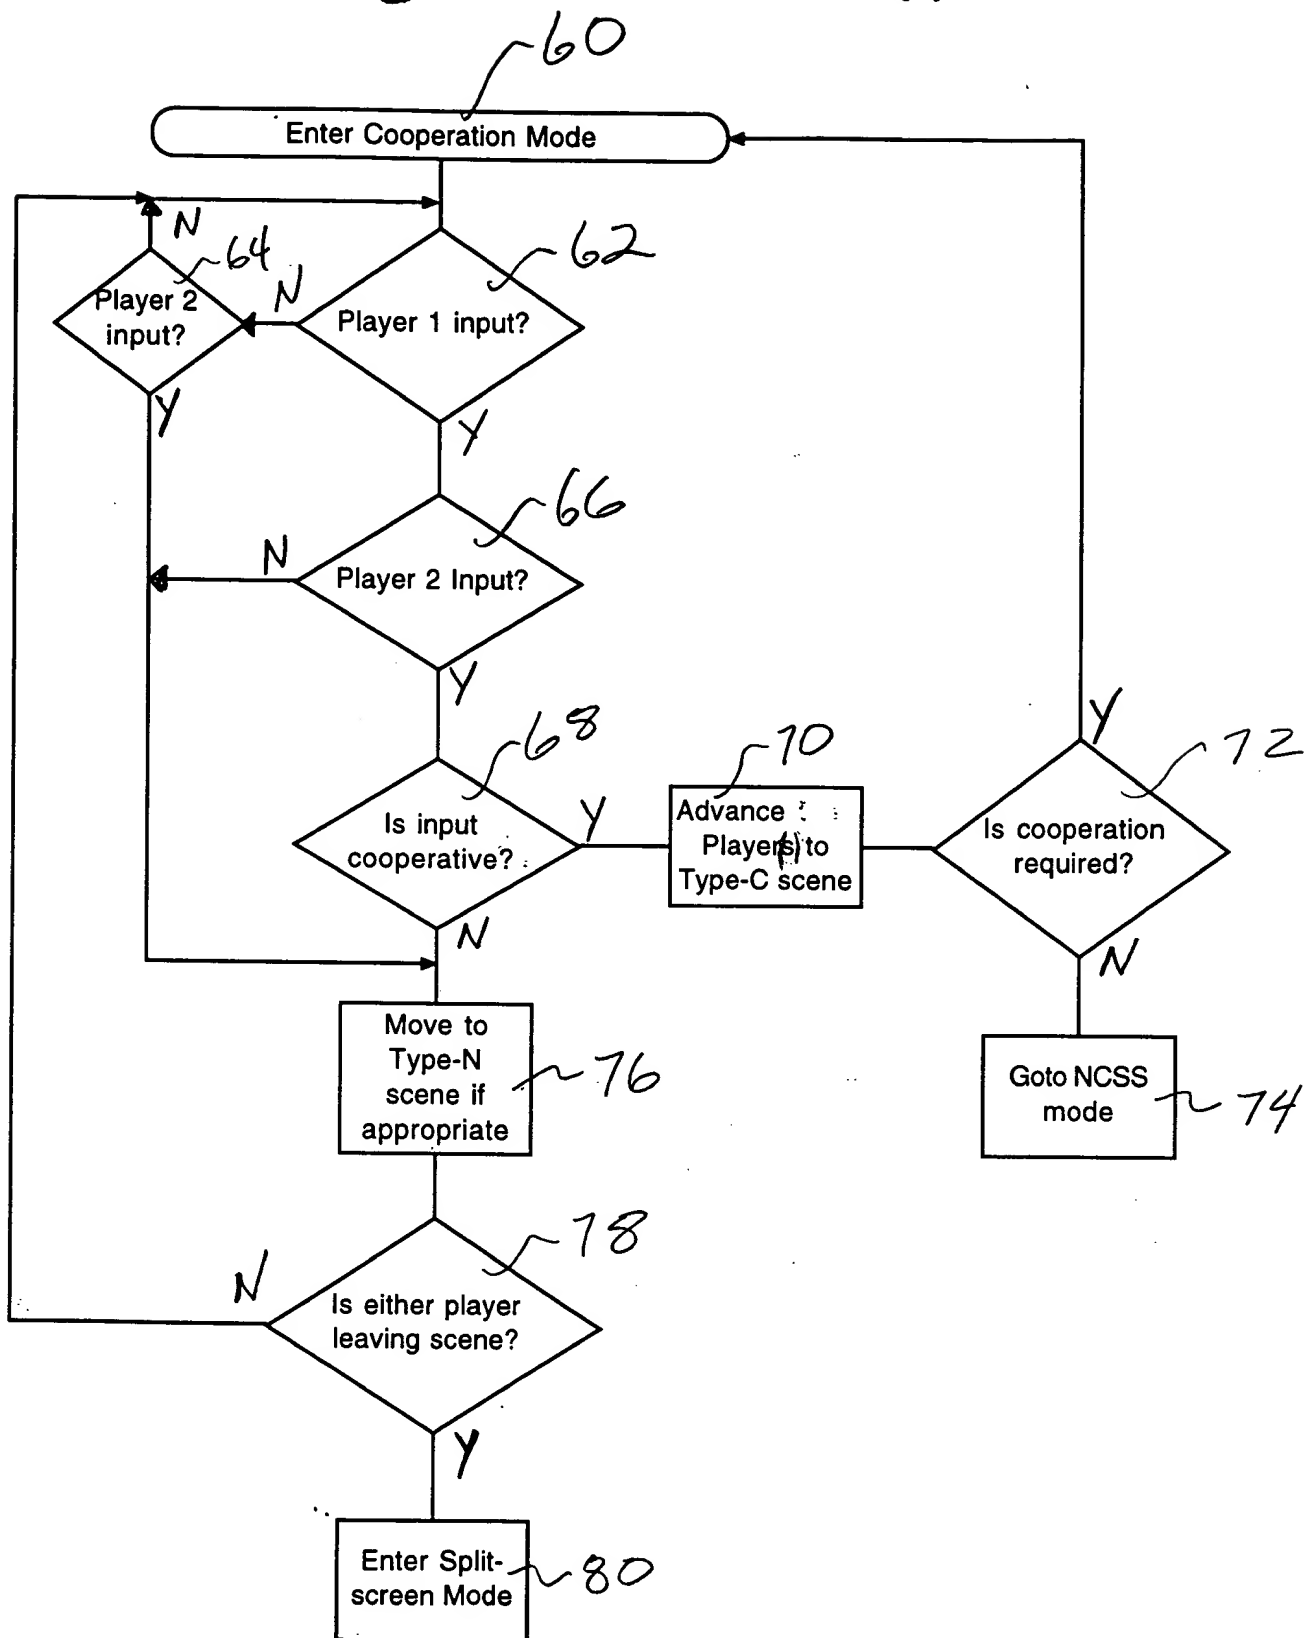 60
Enter Cooperation Mode
N
64
62
N
Player 2
input?
Player 1 input?
Y
Y
66
N
Player 2 Input?
Y
68
70
Y
72
Y
Advance
Player(s) to
Type-C scene
Is input
cooperative?
Is cooperation
required?
N
N
Move to
Type-N
scene if
appropriate
76
Goto NCSS
mode
74
78
N
Is either player
leaving scene?
Y
Enter Split-
screen Mode
80